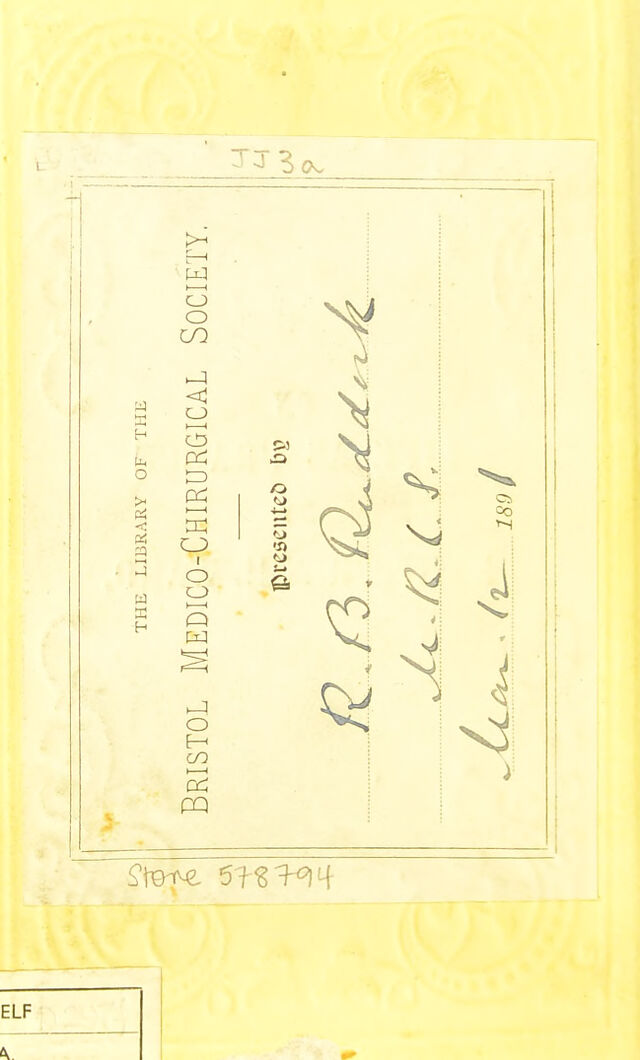 JJ3a
THE LIBRARY OF THE
BRISTOL MEDICO-CHIRURGICAL SOCIETY.
Presented by
R. B. Ruddock
M.R.C.S.
Mar. 12 1891
Store 578794
ELF
A.